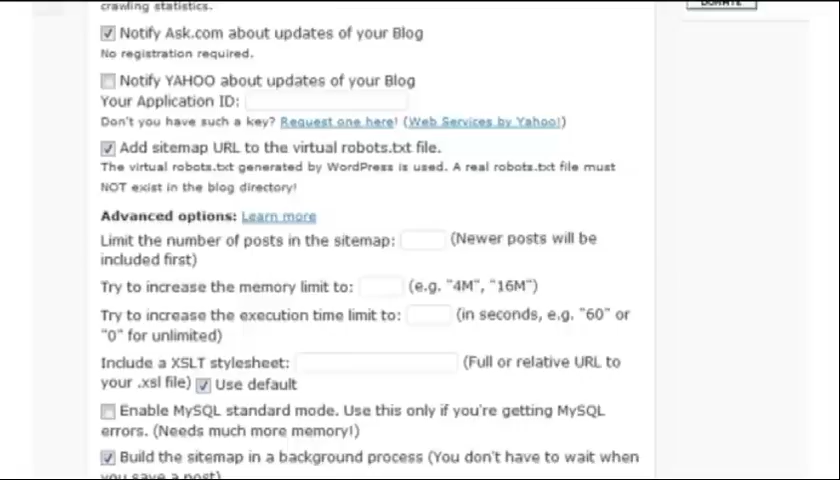 crawling statistics.
DONATE
Notify Ask.com about updates of your Blog
No registration required.
Notify YAHOO about updates of your Blog
Your Application ID:
Don't you have such a key? Request one here! (Web Services by Yahoo!)
Add sitemap URL to the virtual robots.txt file.
The virtual robots.txt generated by WordPress is used. A real robots.txt file must
NOT exist in the blog directory!
Advanced options: Learn more
Limit the number of posts in the sitemap: (Newer posts will be
included first)
Try to increase the memory limit to: (e.g. "4M", "16M")
Try to increase the execution time limit to: (in seconds, e.g. "60" or
"0" for unlimited)
Include a XSLT stylesheet: (Full or relative URL to
your .xsl file) Use default
Enable MySQL standard mode. Use this only if you're getting MySQL
errors. (Needs much more memory!)
Build the sitemap in a background process (You don't have to wait when
you save a post)